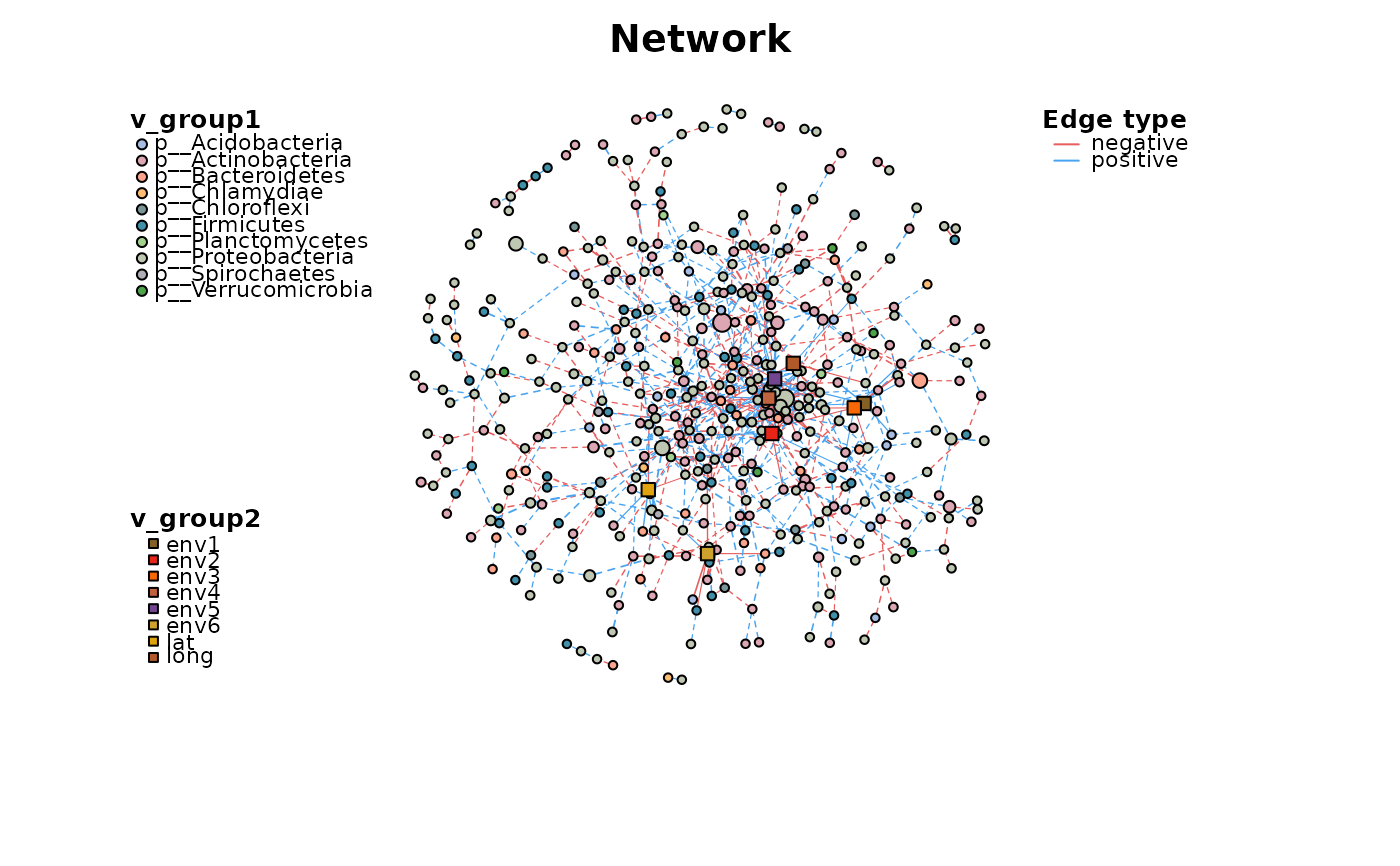 Network
v_group1
p__Acidobacteria
p__Actinobacteria
p__Bacteroidetes
p__Chlamydiae
p__Chloroflexi
p__Firmicutes
p__Planctomycetes
p__Proteobacteria
p__Spirochaetes
p__Verrucomicrobia
v_group2
env1
env2
env3
env4
env5
env6
lat
long
Edge type
negative
positive